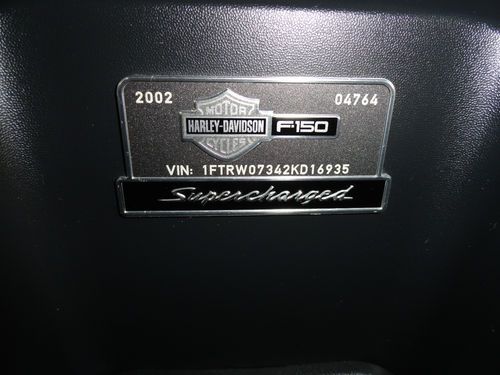 2002 04764
MOTOR
HARLEY-DAVIDSON F-150
CYCLES
VIN: 1FTRW07342KD16935
Supercharged